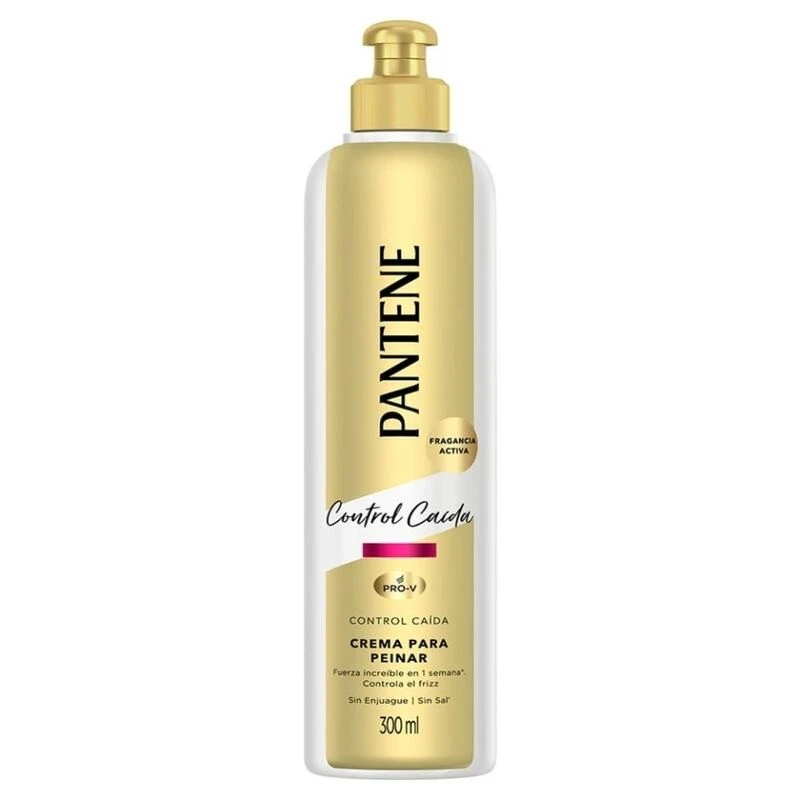 PANTENE
FRAGANCIA
ACTIVA
Control Caída
PRO-V
CONTROL CAÍDA
CREMA PARA
PEINAR
Fuerza increíble en 1 semana*.
Controla el frizz
Sin Enjuague | Sin Sal'
300 ml